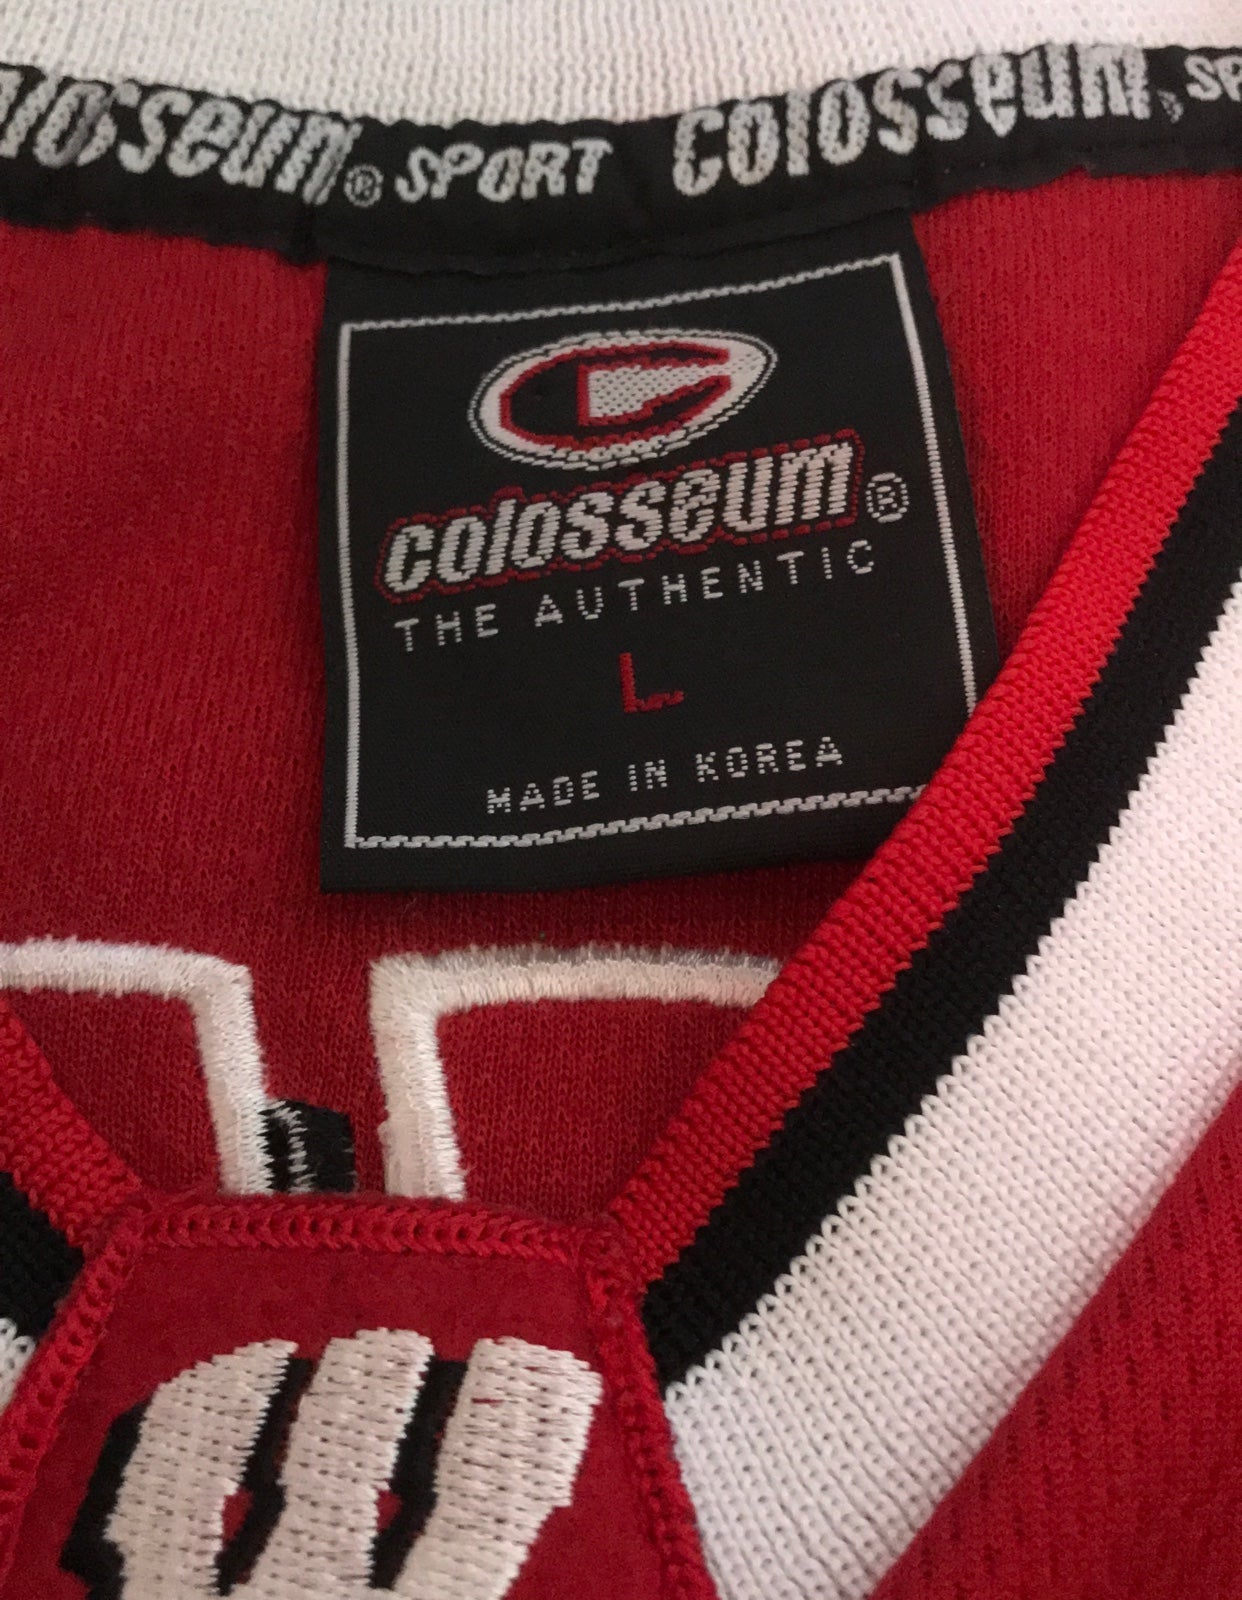 colosseum® SPORT colosseum® SP
colosseum®
THE AUTHENTIC
L
MADE IN KOREA
W